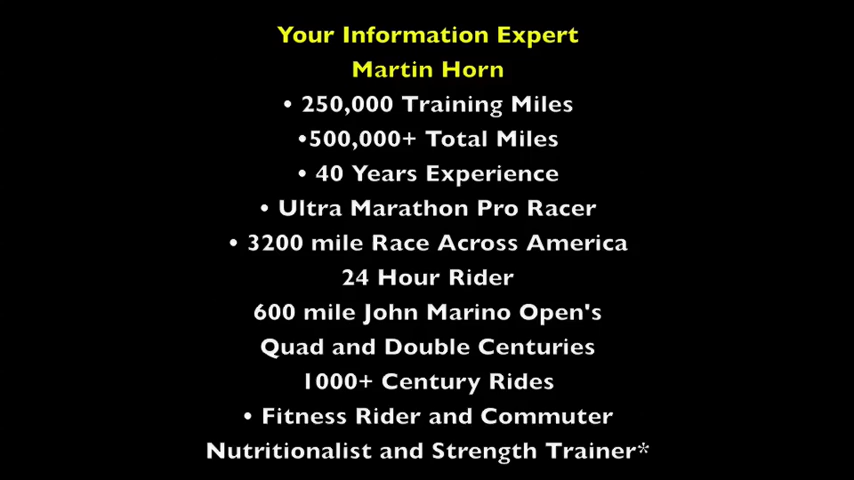 Your Information Expert
Martin Horn
• 250,000 Training Miles
•500,000+ Total Miles
• 40 Years Experience
• Ultra Marathon Pro Racer
• 3200 mile Race Across America
24 Hour Rider
600 mile John Marino Open's
Quad and Double Centuries
1000+ Century Rides
• Fitness Rider and Commuter
Nutritionalist and Strength Trainer*